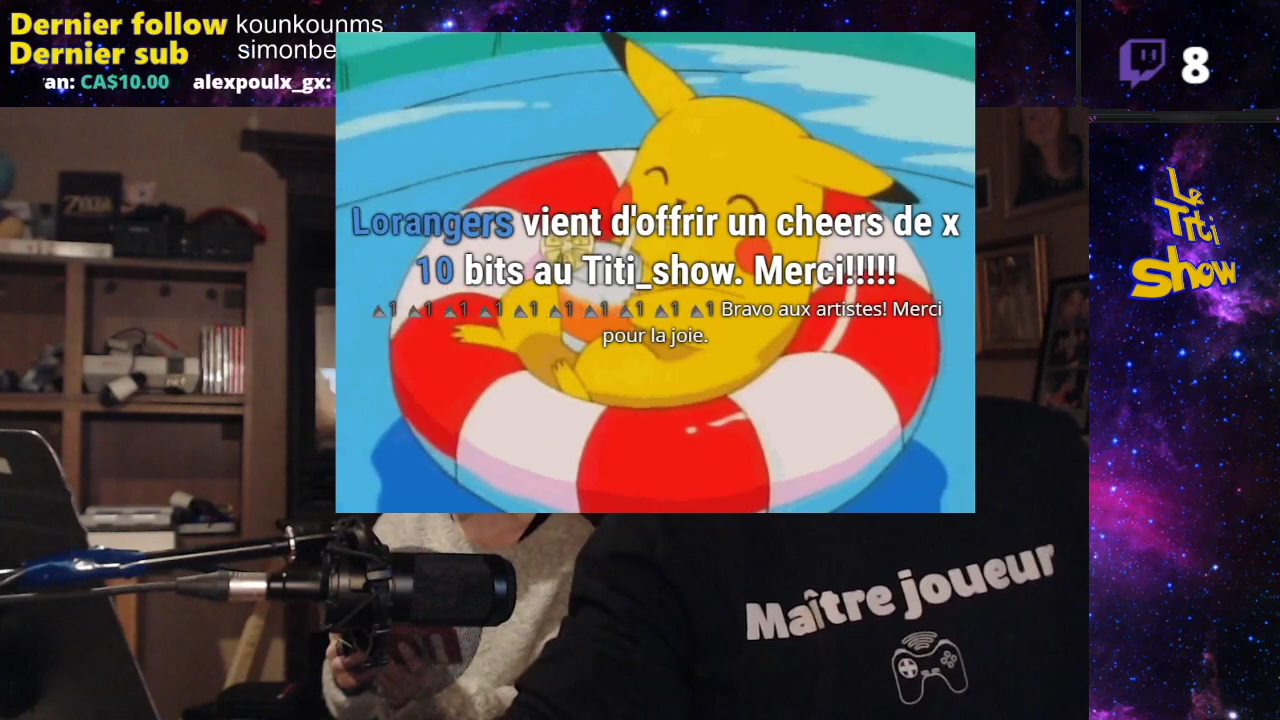 Dernier follow kounkounms
Dernier sub simonbe
an: CA$10.00 alexpoulx_gx:
8
ZELDA
Le
Titi
Show
Lorangers vient d'offrir un cheers de x
10 bits au Titi_show. Merci!!!!!
1 1 1 1 1 1 1 1 1 1 Bravo aux artistes! Merci
pour la joie.
Maître joueur